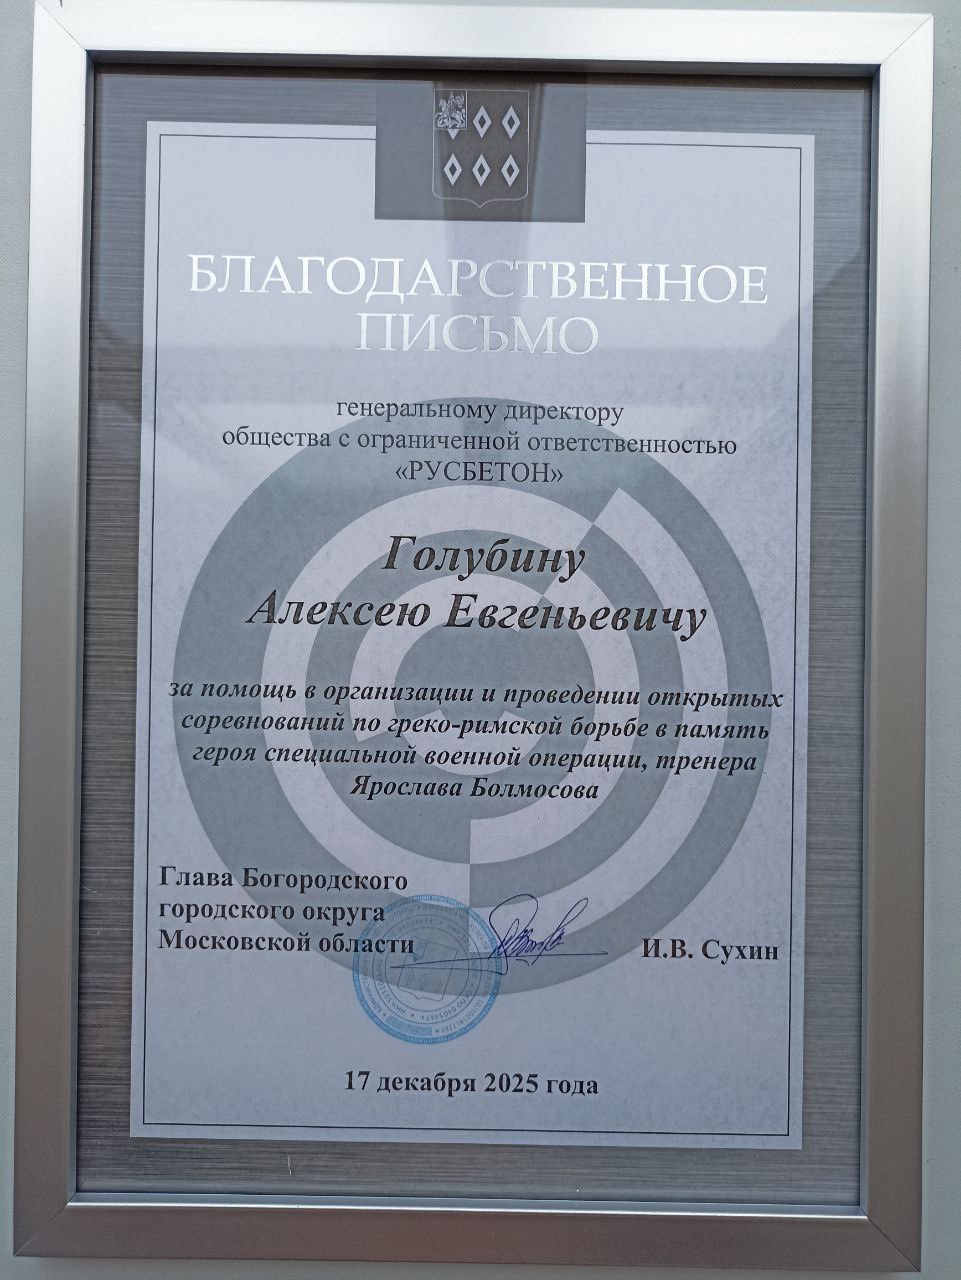 БЛАГОДАРСТВЕННОЕ
ПИСЬМО
генеральному директору
общества с ограниченной ответственностью
«РУСБЕТОН»
Голубину
Алексею Евгеньевичу
за помощь в организации и проведении открытых
соревнований по греко-римской борьбе в память
героя специальной военной операции, тренера
Ярослава Болмосова
Глава Богородского
городского округа
Московской области
И.В. Сухин
17 декабря 2025 года